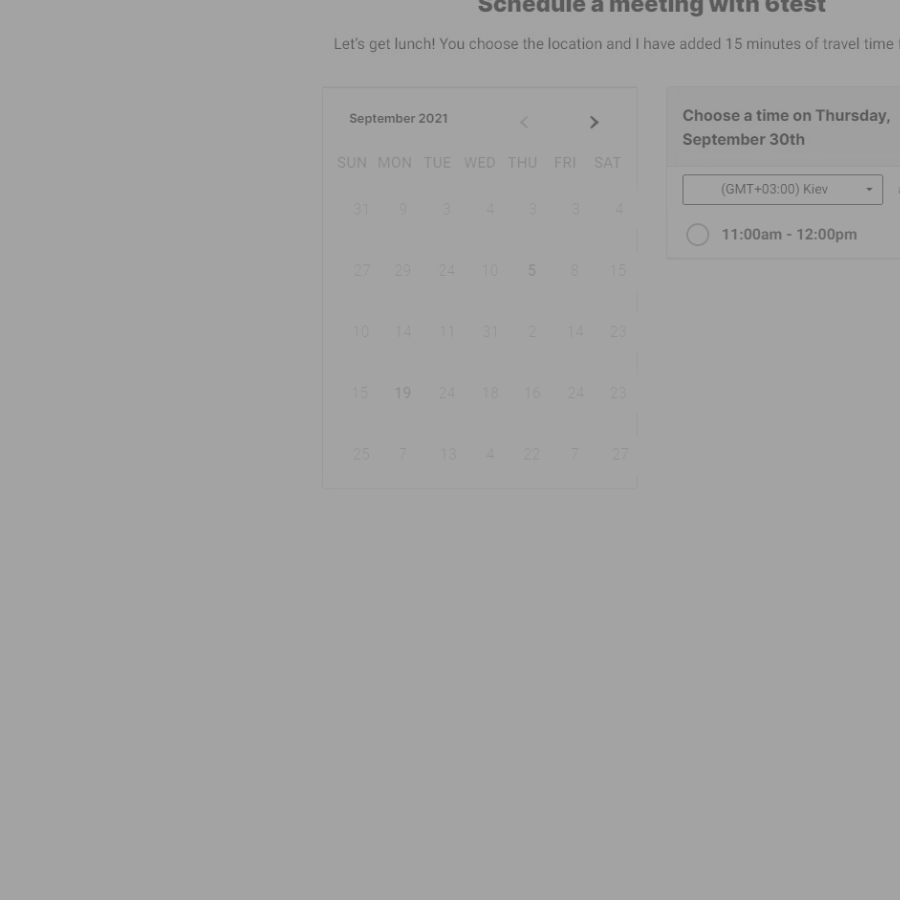 Schedule a meeting with 6test
Let's get lunch! You choose the location and I have added 15 minutes of travel time
September 2021
SUN MON TUE WED THU FRI SAT
31 9 3 4 3 3 4
27 29 24 10 5 8 15
10 14 11 31 2 14 23
15 19 24 18 16 24 23
25 7 13 4 22 7 27
Choose a time on Thursday,
September 30th
(GMT+03:00) Kiev
11:00am - 12:00pm